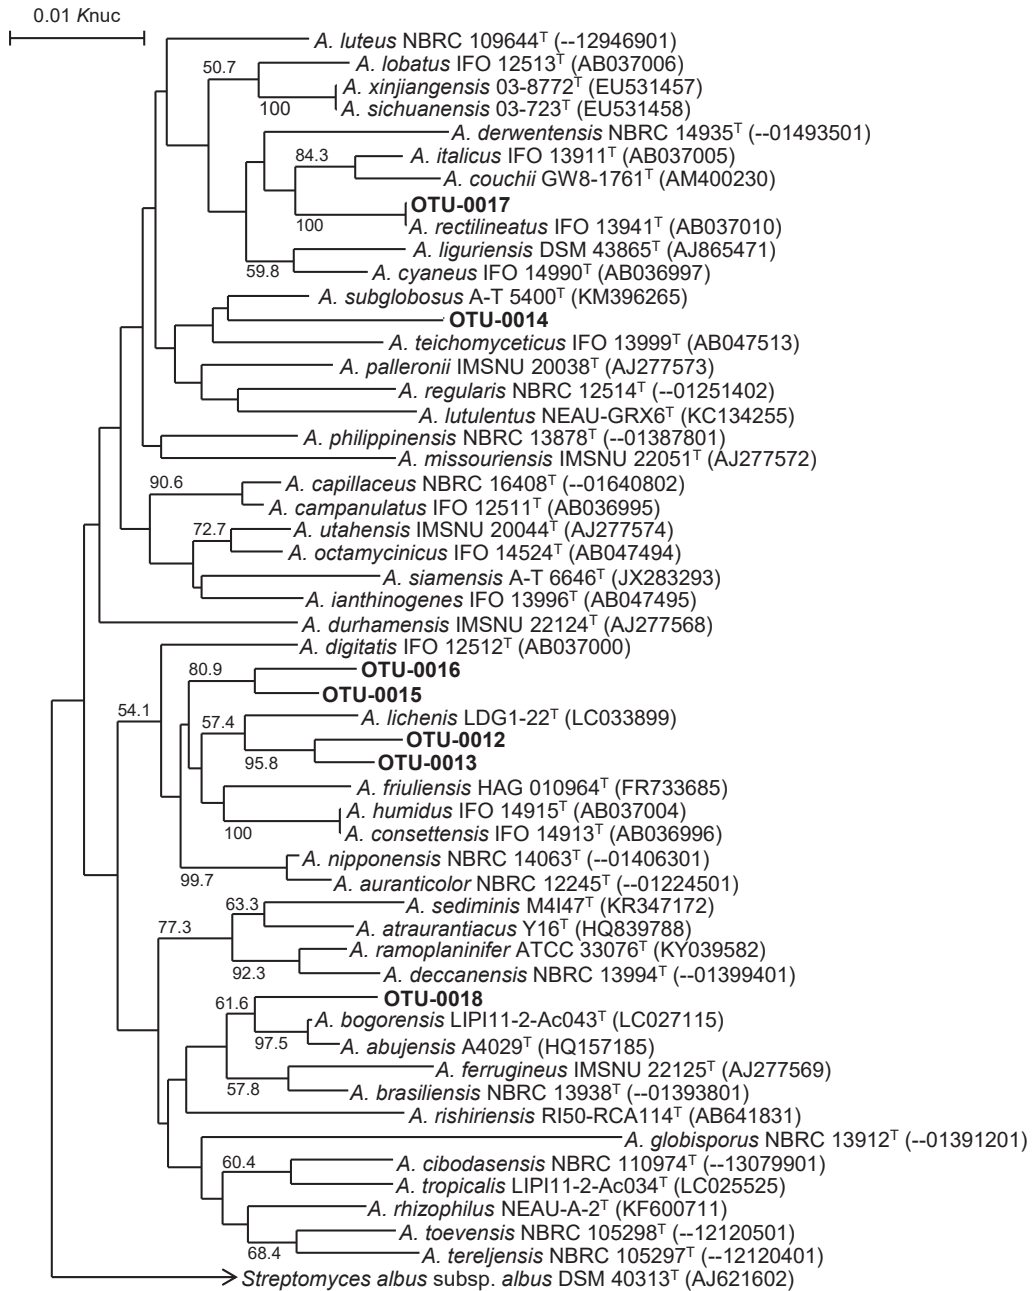 0.01 Knuc
A. luteus NBRC 109644ᵀ (--12946901)
50.7
A. lobatus IFO 12513ᵀ (AB037006)
A. xinjiangensis 03-8772ᵀ (EU531457)
100
A. sichuanensis 03-723ᵀ (EU531458)
A. derwentensis NBRC 14935ᵀ (--01493501)
84.3
A. italicus IFO 13911ᵀ (AB037005)
A. couchii GW8-1761ᵀ (AM400230)
OTU-0017
100
A. rectilineatus IFO 13941ᵀ (AB037010)
A. liguriensis DSM 43865ᵀ (AJ865471)
59.8
A. cyaneus IFO 14990ᵀ (AB036997)
A. subglobosus A-T 5400ᵀ (KM396265)
OTU-0014
A. teichomyceticus IFO 13999ᵀ (AB047513)
A. palleronii IMSNU 20038ᵀ (AJ277573)
A. regularis NBRC 12514ᵀ (--01251402)
A. lutulentus NEAU-GRX6ᵀ (KC134255)
A. philippinensis NBRC 13878ᵀ (--01387801)
A. missouriensis IMSNU 22051ᵀ (AJ277572)
90.6
A. capillaceus NBRC 16408ᵀ (--01640802)
A. campanulatus IFO 12511ᵀ (AB036995)
72.7
A. utahensis IMSNU 20044ᵀ (AJ277574)
A. octamycinicus IFO 14524ᵀ (AB047494)
A. siamensis A-T 6646ᵀ (JX283293)
A. ianthinogenes IFO 13996ᵀ (AB047495)
A. durhamensis IMSNU 22124ᵀ (AJ277568)
A. digitatis IFO 12512ᵀ (AB037000)
80.9
OTU-0016
OTU-0015
54.1
57.4
A. lichenis LDG1-22ᵀ (LC033899)
OTU-0012
95.8
OTU-0013
A. friuliensis HAG 010964ᵀ (FR733685)
A. humidus IFO 14915ᵀ (AB037004)
100
A. consettensis IFO 14913ᵀ (AB036996)
A. nipponensis NBRC 14063ᵀ (--01406301)
99.7
A. auranticolor NBRC 12245ᵀ (--01224501)
63.3
A. sediminis M4I47ᵀ (KR347172)
77.3
A. atraurantiacus Y16ᵀ (HQ839788)
A. ramoplaninifer ATCC 33076ᵀ (KY039582)
92.3
A. deccanensis NBRC 13994ᵀ (--01399401)
61.6
OTU-0018
A. bogorensis LIPI11-2-Ac043ᵀ (LC027115)
97.5
A. abujensis A4029ᵀ (HQ157185)
A. ferrugineus IMSNU 22125ᵀ (AJ277569)
57.8
A. brasiliensis NBRC 13938ᵀ (--01393801)
A. rishiriensis RI50-RCA114ᵀ (AB641831)
A. globisporus NBRC 13912ᵀ (--01391201)
60.4
A. cibodasensis NBRC 110974ᵀ (--13079901)
A. tropicalis LIPI11-2-Ac034ᵀ (LC025525)
A. rhizophilus NEAU-A-2ᵀ (KF600711)
A. toevensis NBRC 105298ᵀ (--12120501)
68.4
A. tereljensis NBRC 105297ᵀ (--12120401)
Streptomyces albus subsp. albus DSM 40313ᵀ (AJ621602)